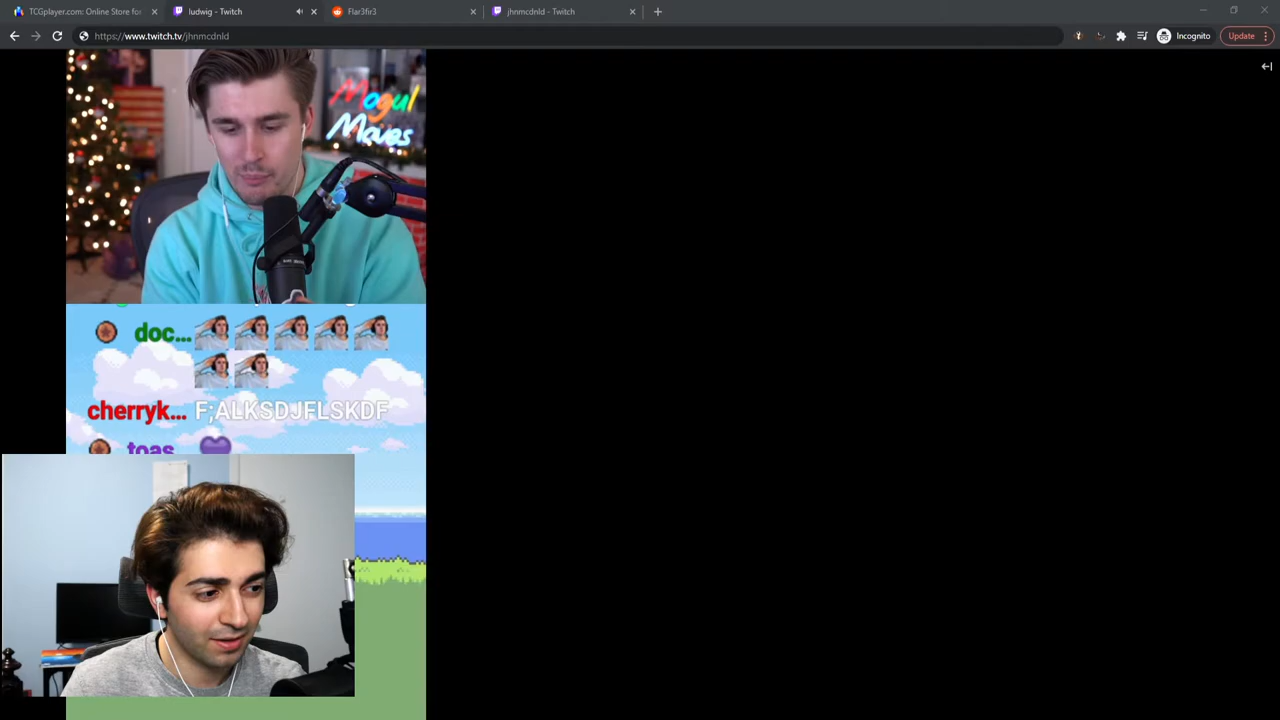 TCGplayer.com: Online Store fo
ludwig - Twitch
Flar3fir3
jhnmcdnld - Twitch
https://www.twitch.tv/jhnmcdnld
Incognito
Update
Mogul
Moves
doc...
cherryk... F;ALKSDJFLSKDF
toas